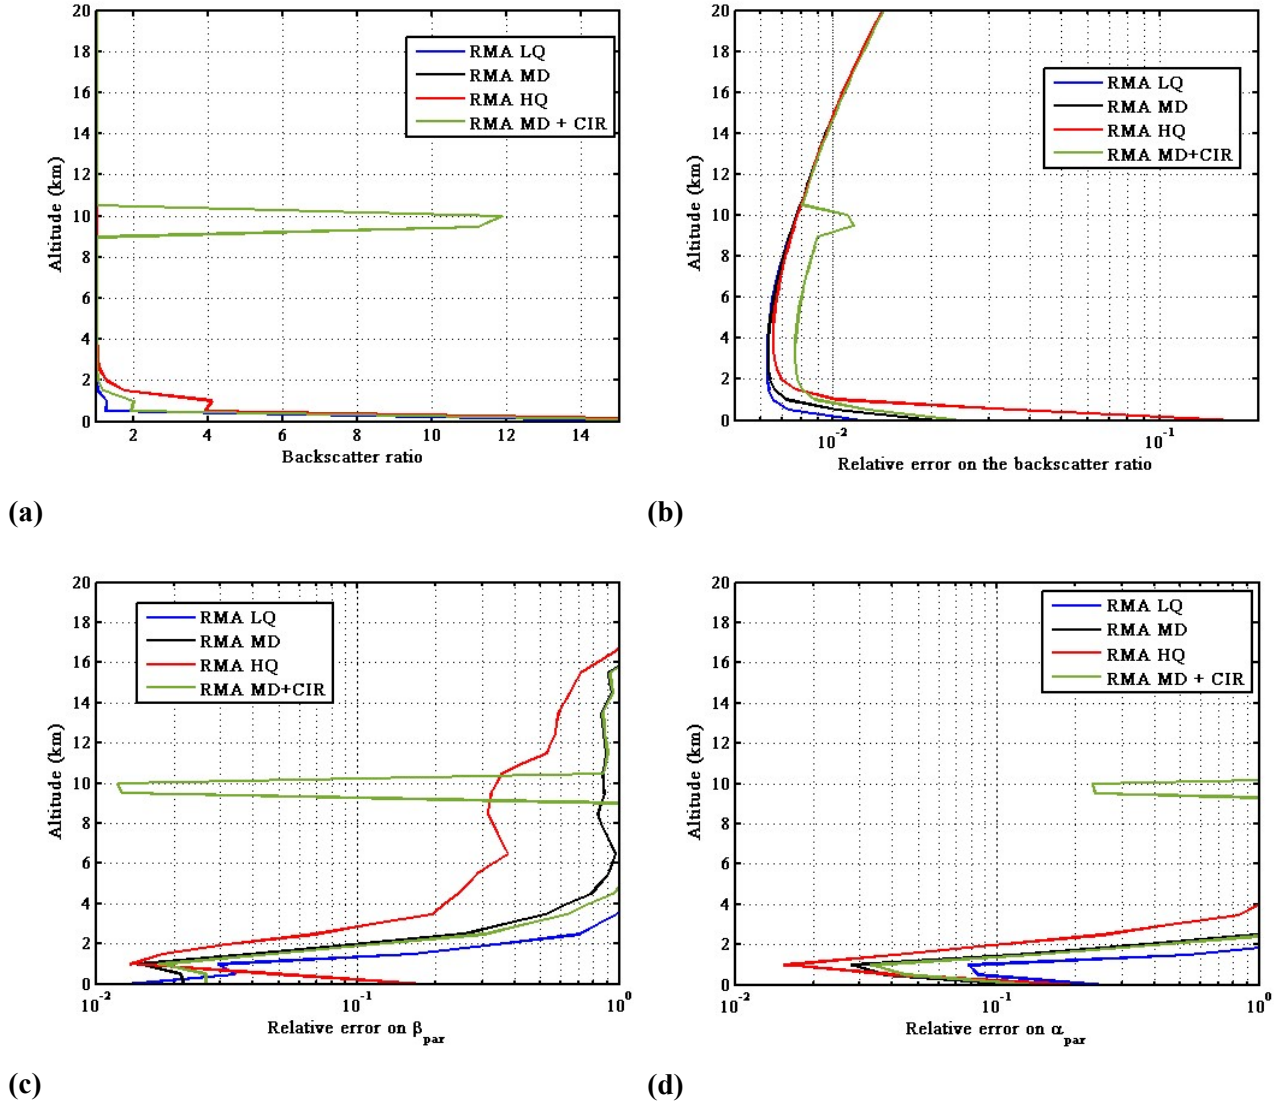 20
18
16
14
12
10
8
6
4
2
0
Altitude (km)
RMA LQ
RMA MD
RMA HQ
RMA MD + CIR
2 4 6 8 10 12 14
Backscatter ratio
(a)
20
18
16
14
12
10
8
6
4
2
0
Altitude (km)
RMA LQ
RMA MD
RMA HQ
RMA MD+CIR
10⁻² 10⁻¹
Relative error on the backscatter ratio
(b)
20
18
16
14
12
10
8
6
4
2
0
Altitude (km)
RMA LQ
RMA MD
RMA HQ
RMA MD+CIR
10⁻² 10⁻¹ 10⁰
Relative error on β_par
(c)
20
18
16
14
12
10
8
6
4
2
0
Altitude (km)
RMA LQ
RMA MD
RMA HQ
RMA MD + CIR
10⁻² 10⁻¹ 10⁰
Relative error on α_par
(d)